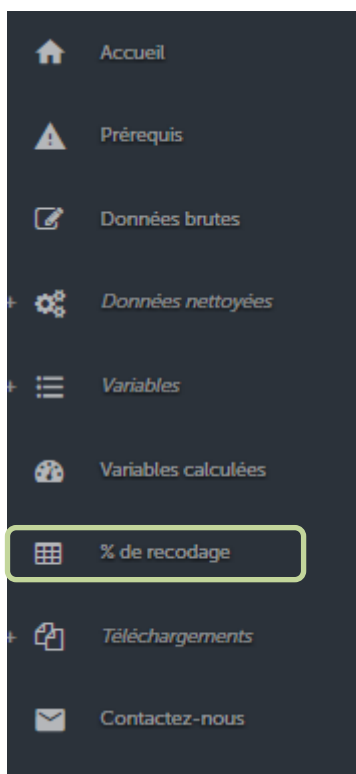 Accueil
Prérequis
Données brutes
+ Données nettoyées
+ Variables
Variables calculées
% de recodage
+ Téléchargements
Contactez-nous